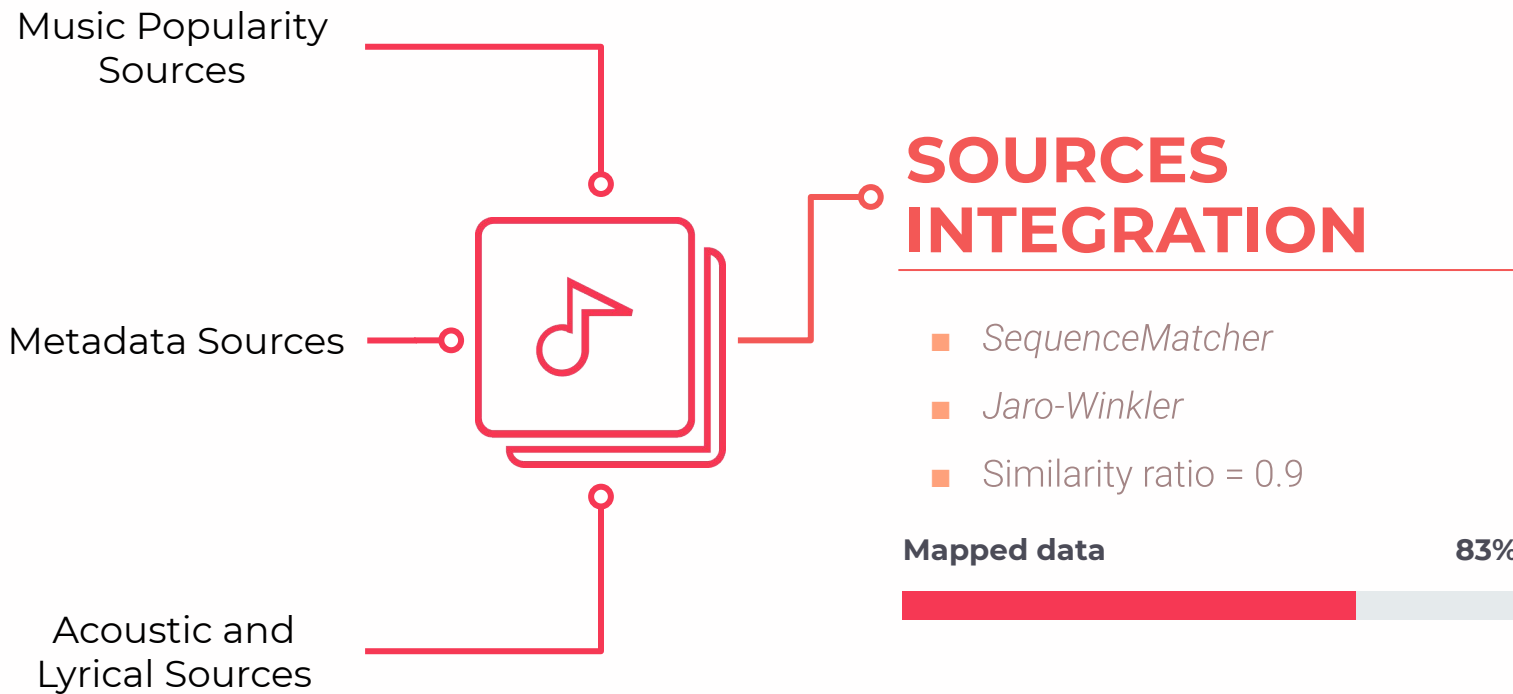 Music Popularity
Sources
Metadata Sources
Acoustic and
Lyrical Sources
SOURCES
INTEGRATION
SequenceMatcher
Jaro-Winkler
Similarity ratio = 0.9
Mapped data 83%